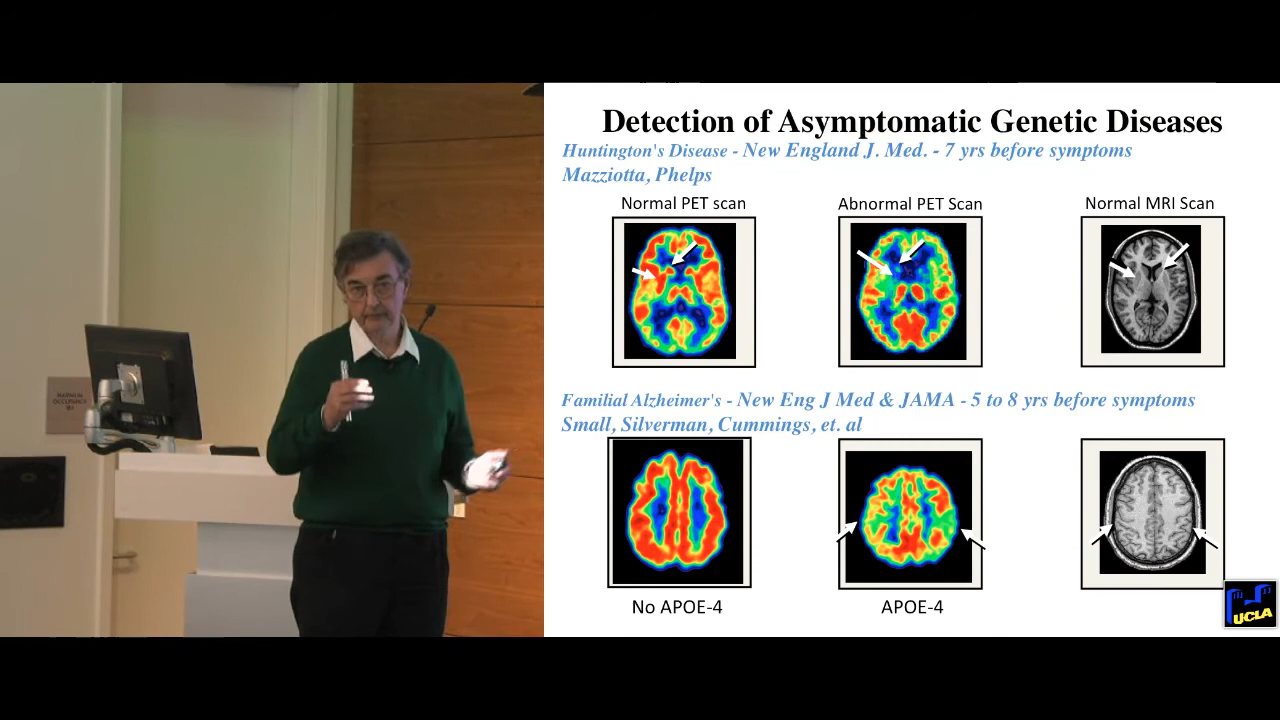 Detection of Asymptomatic Genetic Diseases
Huntington's Disease - New England J. Med. - 7 yrs before symptoms
Mazziotta, Phelps
Normal PET scan
Abnormal PET Scan
Normal MRI Scan
Familial Alzheimer's - New Eng J Med & JAMA - 5 to 8 yrs before symptoms
Small, Silverman, Cummings, et. al
No APOE-4
APOE-4
UCLA
MAXIMUM
OCCUPANCY